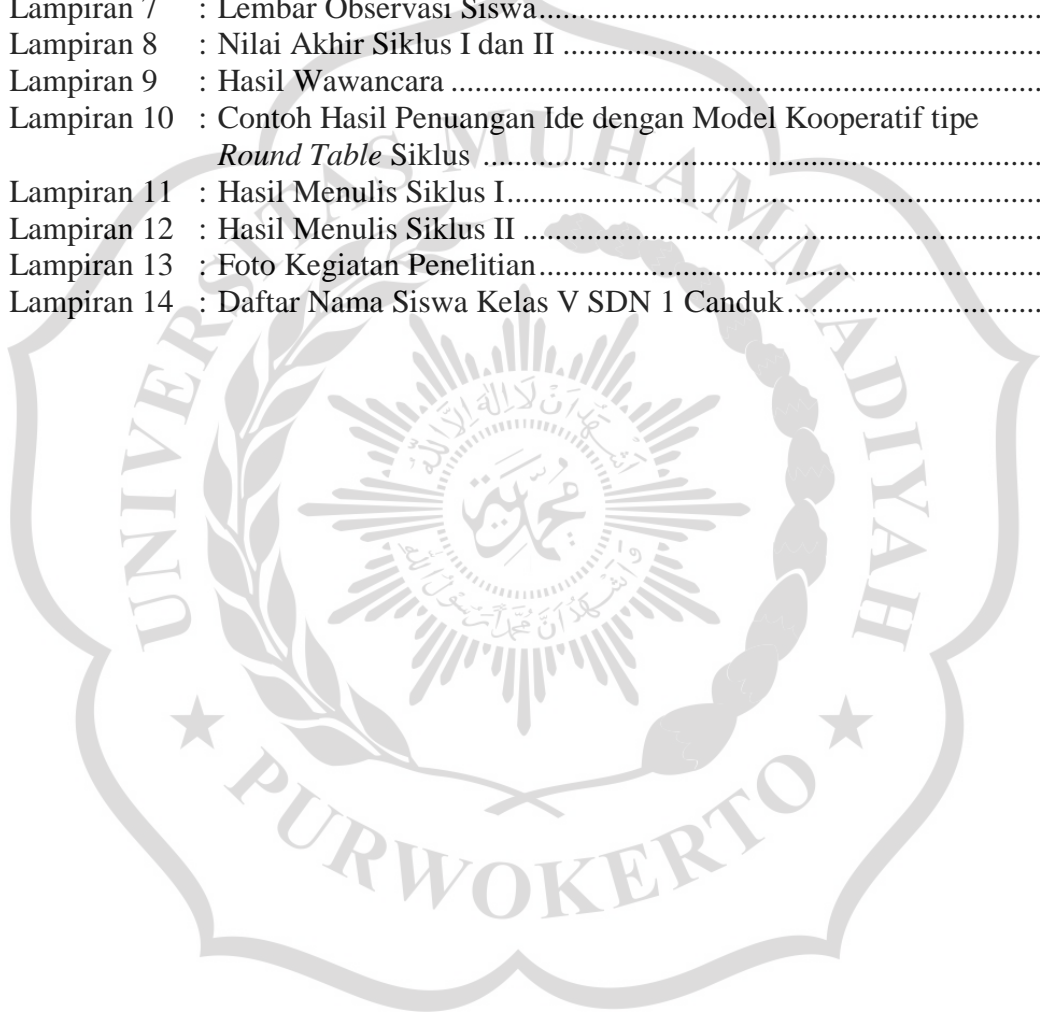 Lampiran 7 : Lembar Observasi Siswa..........................................................................
Lampiran 8 : Nilai Akhir Siklus I dan II ......................................................................
Lampiran 9 : Hasil Wawancara .....................................................................................
Lampiran 10 : Contoh Hasil Penuangan Ide dengan Model Kooperatif tipe
Round Table Siklus ................................................................................
Lampiran 11 : Hasil Menulis Siklus I.............................................................................
Lampiran 12 : Hasil Menulis Siklus II ...........................................................................
Lampiran 13 : Foto Kegiatan Penelitian.........................................................................
Lampiran 14 : Daftar Nama Siswa Kelas V SDN 1 Canduk.....................................
UNIVERSITAS MUHAMMADIYAH
PURWOKERTO